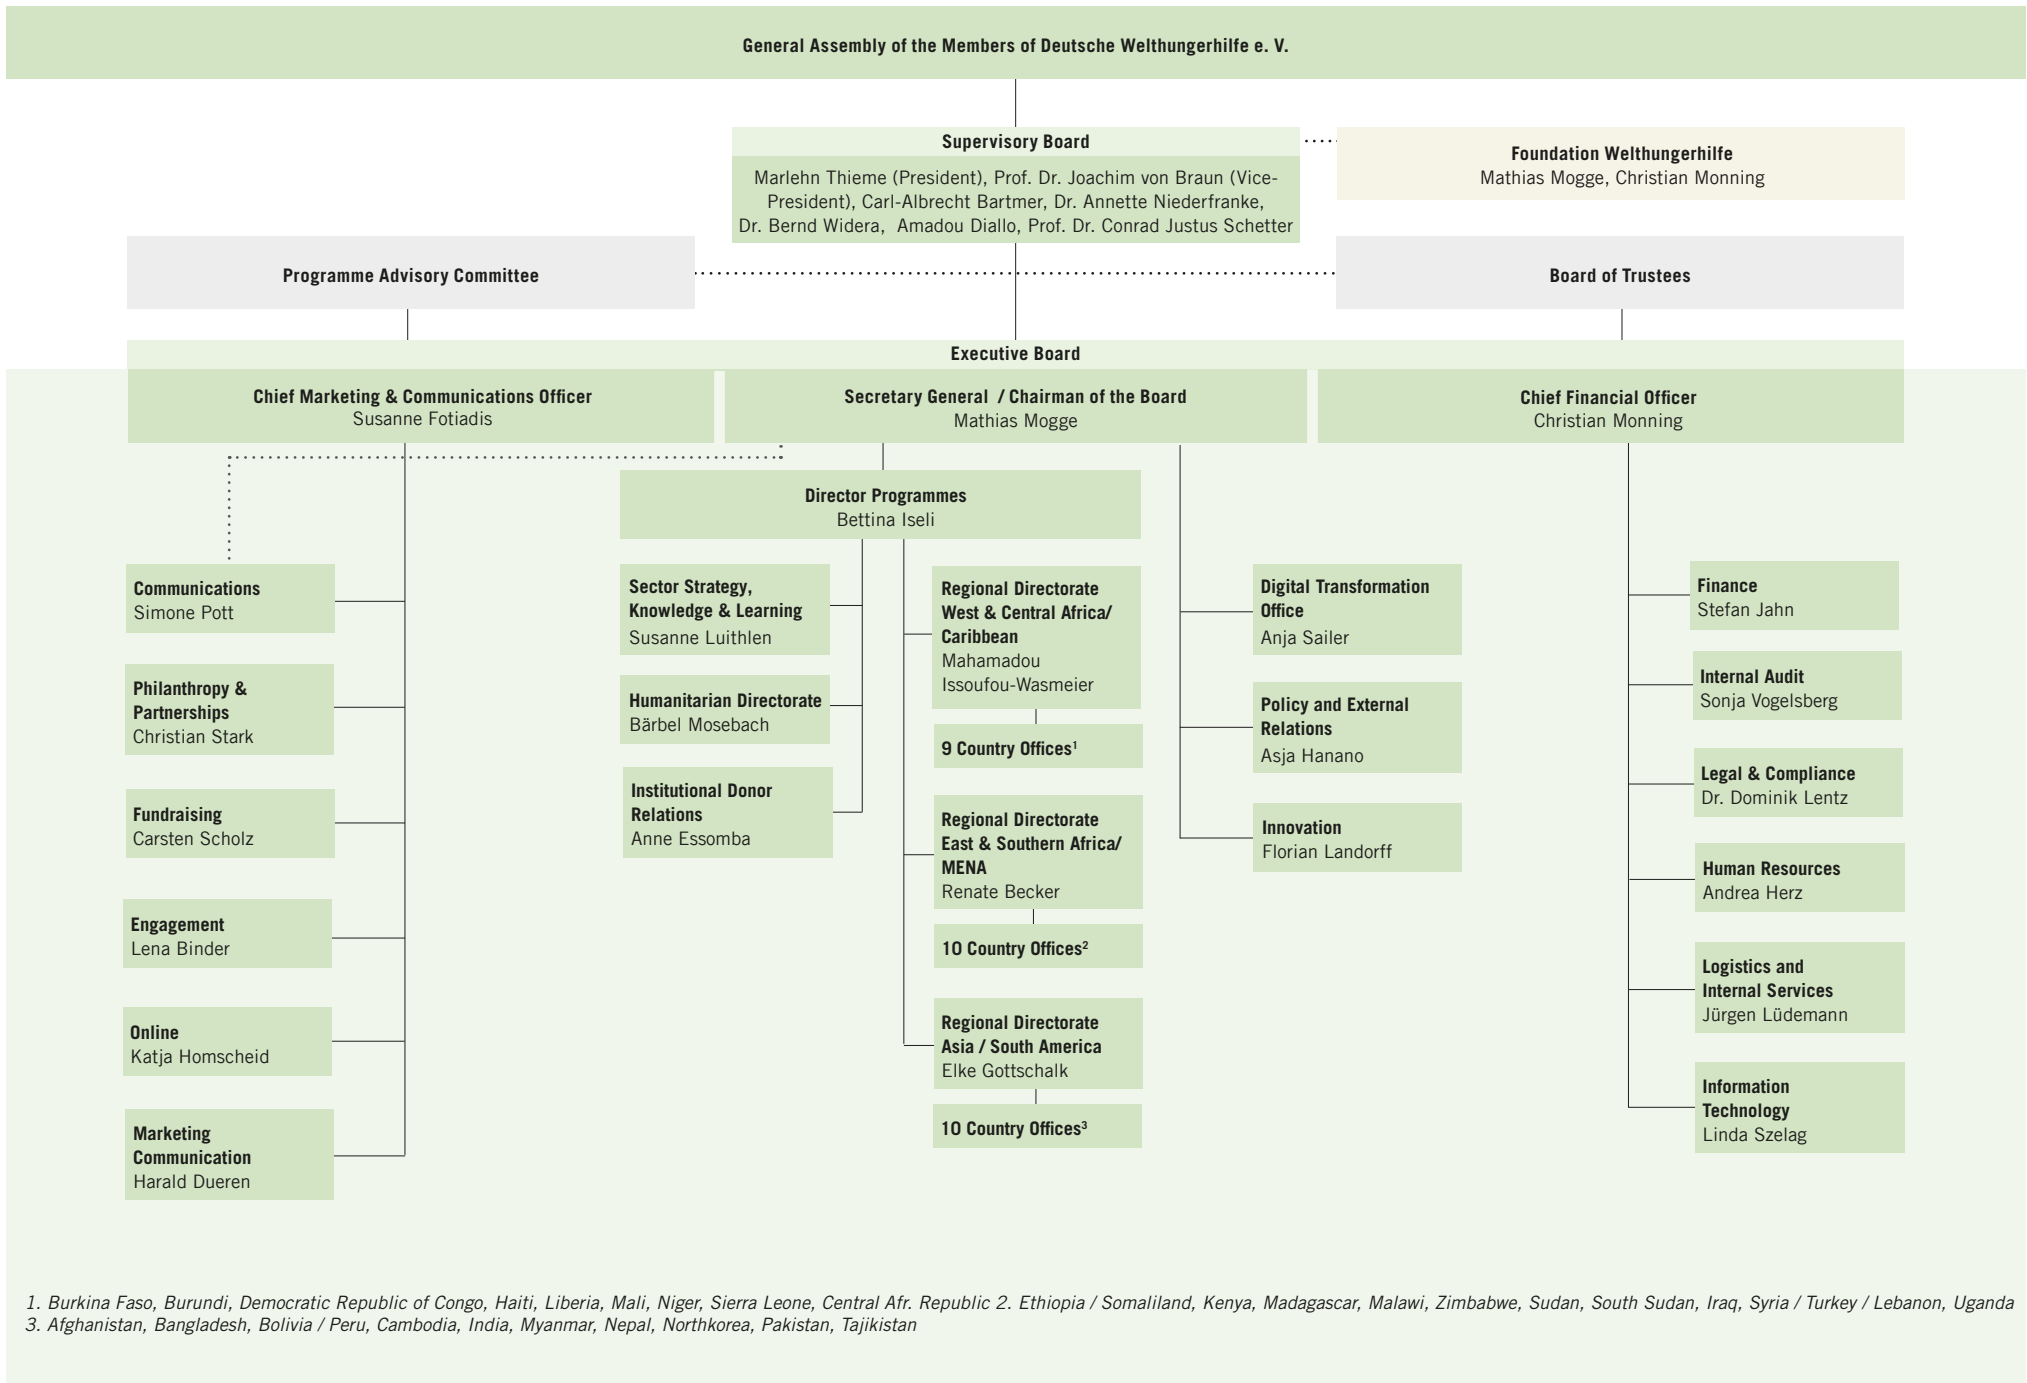 General Assembly of the Members of Deutsche Welthungerhilfe e. V.
Supervisory Board
Marlehn Thieme (President), Prof. Dr. Joachim von Braun (Vice-
President), Carl-Albrecht Bartmer, Dr. Annette Niederfranke,
Dr. Bernd Widera, Amadou Diallo, Prof. Dr. Conrad Justus Schetter
Foundation Welthungerhilfe
Mathias Mogge, Christian Monning
Programme Advisory Committee
Board of Trustees
Executive Board
Chief Marketing & Communications Officer
Susanne Fotiadis
Secretary General / Chairman of the Board
Mathias Mogge
Chief Financial Officer
Christian Monning
Director Programmes
Bettina Iseli
Communications
Simone Pott
Philanthropy &
Partnerships
Christian Stark
Fundraising
Carsten Scholz
Engagement
Lena Binder
Online
Katja Homscheid
Marketing
Communication
Harald Dueren
Sector Strategy,
Knowledge & Learning
Susanne Luithlen
Humanitarian Directorate
Bärbel Mosebach
Institutional Donor
Relations
Anne Essomba
Regional Directorate
West & Central Africa/
Caribbean
Mahamadou
Issoufou-Wasmeier
9 Country Offices¹
Regional Directorate
East & Southern Africa/
MENA
Renate Becker
10 Country Offices²
Regional Directorate
Asia / South America
Elke Gottschalk
10 Country Offices³
Digital Transformation
Office
Anja Sailer
Policy and External
Relations
Asja Hanano
Innovation
Florian Landorff
Finance
Stefan Jahn
Internal Audit
Sonja Vogelsberg
Legal & Compliance
Dr. Dominik Lentz
Human Resources
Andrea Herz
Logistics and
Internal Services
Jürgen Lüdemann
Information
Technology
Linda Szelag
1. Burkina Faso, Burundi, Democratic Republic of Congo, Haiti, Liberia, Mali, Niger, Sierra Leone, Central Afr. Republic 2. Ethiopia / Somaliland, Kenya, Madagascar, Malawi, Zimbabwe, Sudan, South Sudan, Iraq, Syria / Turkey / Lebanon, Uganda
3. Afghanistan, Bangladesh, Bolivia / Peru, Cambodia, India, Myanmar, Nepal, Northkorea, Pakistan, Tajikistan